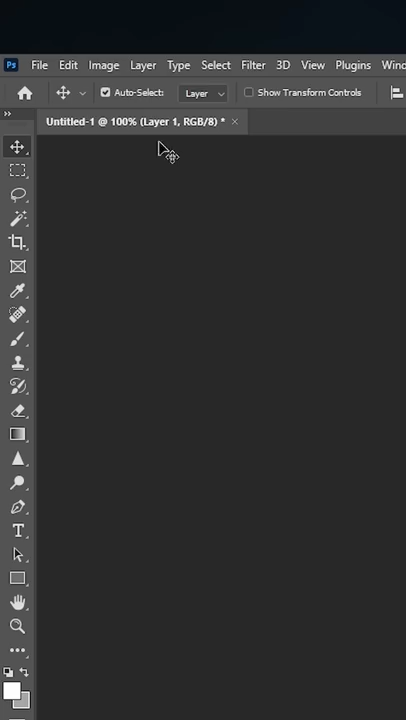 Ps File Edit Image Layer Type Select Filter 3D View Plugins Wind
Auto-Select: Layer Show Transform Controls
Untitled-1 @ 100% (Layer 1, RGB/8) * ×
T